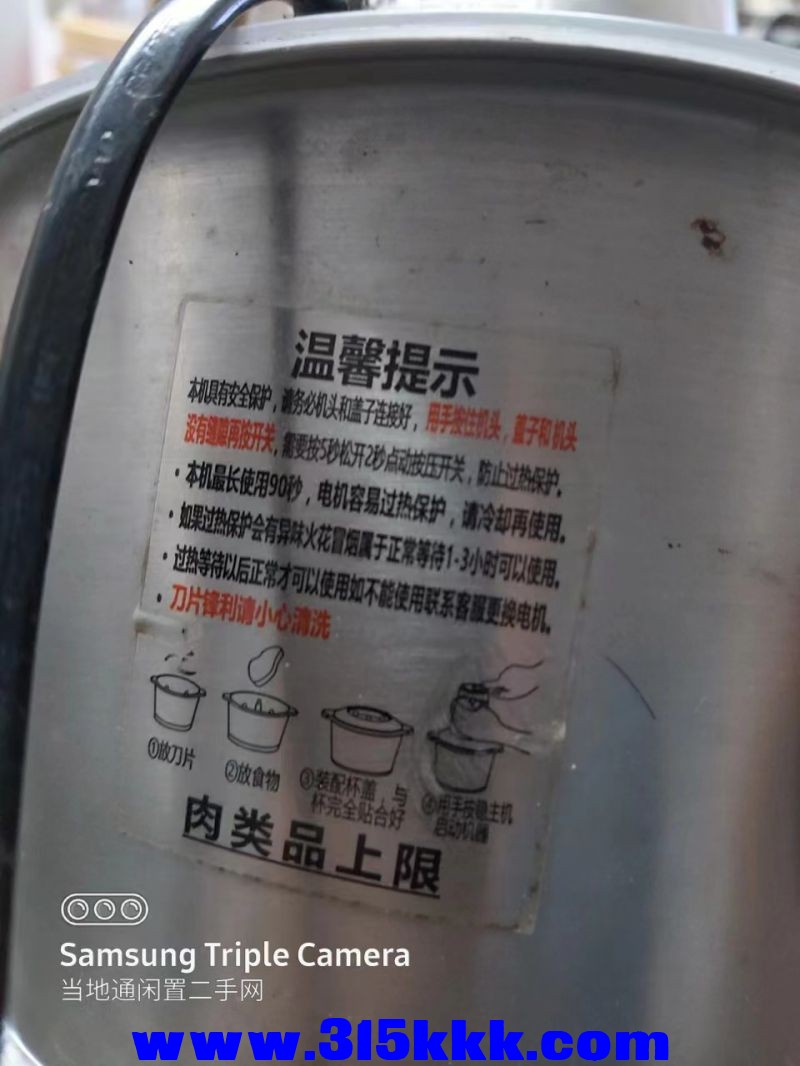 温馨提示
本机具有安全保护，请务必机头和盖子连接好，用手按住机头，盖子和机头
没有缝隙再按开关，需要按5秒松开2秒点动按压开关，防止过热保护。
·本机最长使用90秒，电机容易过热保护，请冷却再使用。
·如果过热保护会有异味火花冒烟属于正常等待1-3小时可以使用。
·过热等待以后正常才可以使用如不能使用联系客服更换电机。
·刀片锋利请小心清洗
①放刀片
②放食物
③装配杯盖，与
杯完全贴合好
④用手按稳主机
启动机器
肉类品上限
Samsung Triple Camera
当地通闲置二手网
www.315kkk.com